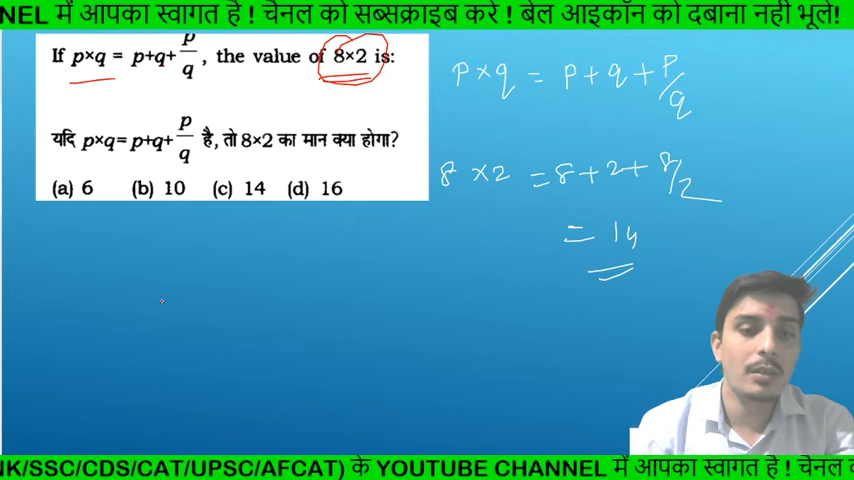 NEL में आपका स्वागत है ! चैनल को सब्सक्राइब करे ! बेल आइकॉन को दबाना नही भूले!
If p×q = p+q+p/q, the value of 8×2 is:
यदि p×q= p+q+p/q है, तो 8×2 का मान क्या होगा?
(a) 6 (b) 10 (c) 14 (d) 16
p×q = p+q+p/q
8×2 = 8+2+8/2
= 14
NK/SSC/CDS/CAT/UPSC/AFCAT) के YOUTUBE CHANNEL में आपका स्वागत है ! चैनल